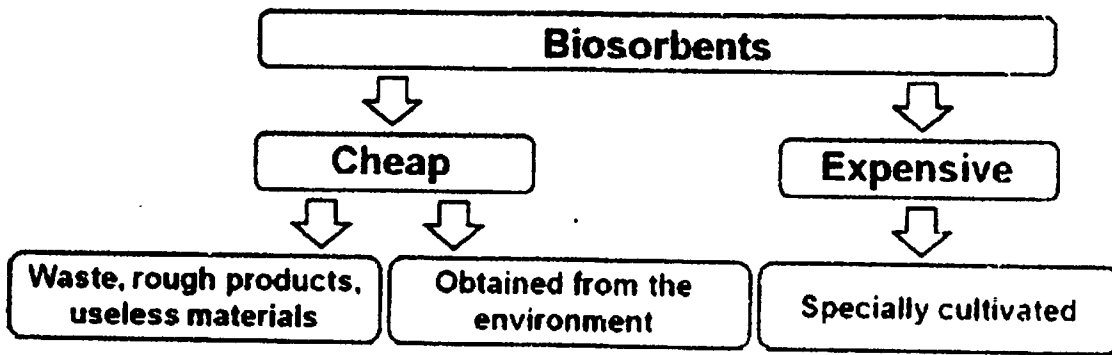 Biosorbents
Cheap
Expensive
Waste, rough products,
useless materials
Obtained from the
environment
Specially cultivated